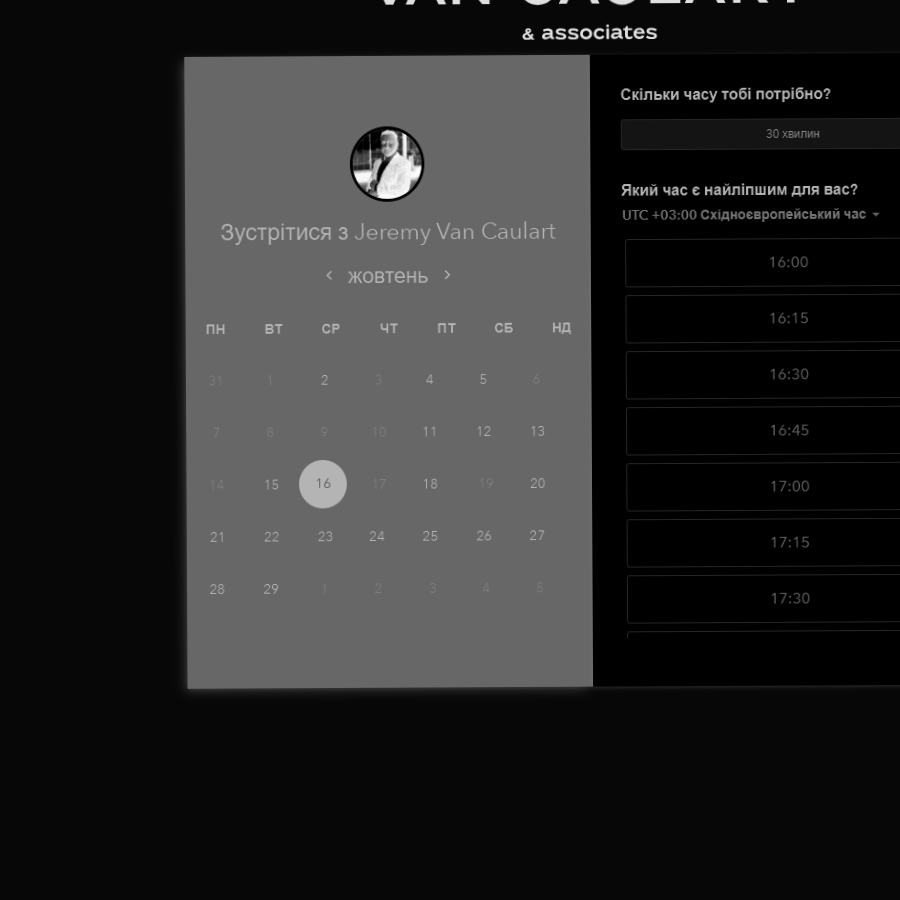 VAN CAULART
& associates
Зустрітися з Jeremy Van Caulart
жовтень
ПН ВТ СР ЧТ ПТ СБ НД
31 1 2 3 4 5 6
7 8 9 10 11 12 13
14 15 16 17 18 19 20
21 22 23 24 25 26 27
28 29 1 2 3 4 5
Скільки часу тобі потрібно?
30 хвилин
Який час є найліпшим для вас?
UTC +03:00 Східноєвропейський час
16:00
16:15
16:30
16:45
17:00
17:15
17:30